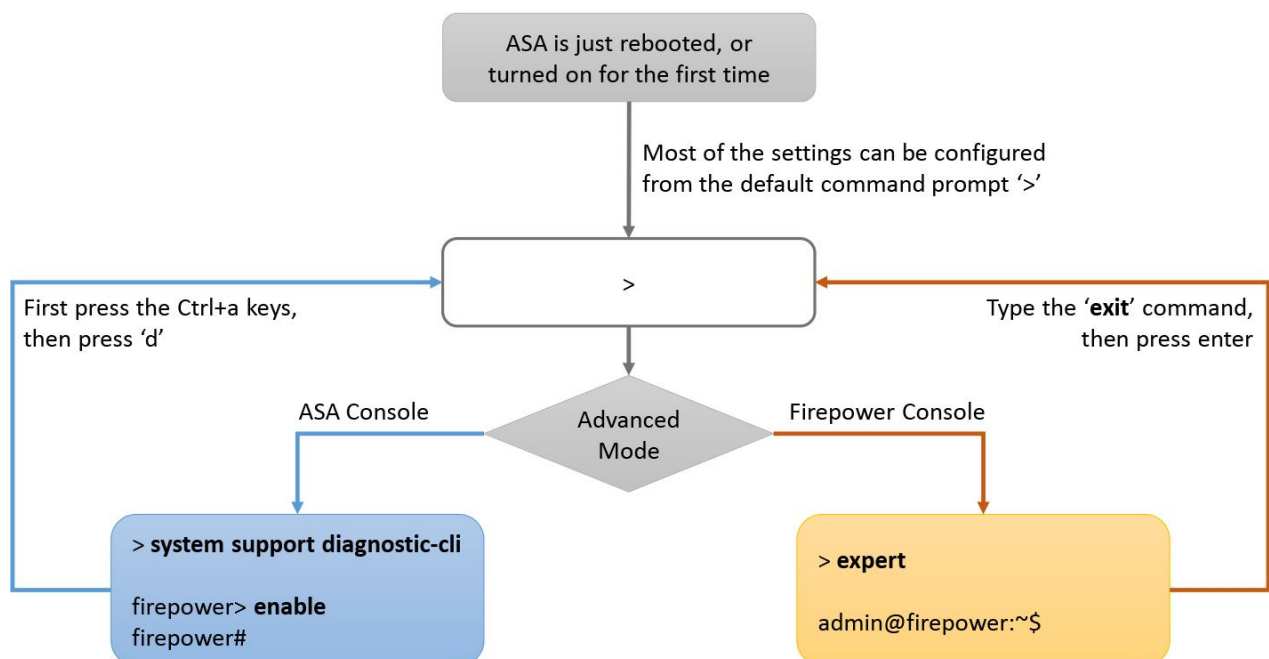 ASA is just rebooted, or
turned on for the first time
Most of the settings can be configured
from the default command prompt ‘>’
>
First press the Ctrl+a keys,
then press ‘d’
Type the ‘exit’ command,
then press enter
ASA Console
Advanced
Mode
Firepower Console
> system support diagnostic-cli
firepower> enable
firepower#
> expert
admin@firepower:~$